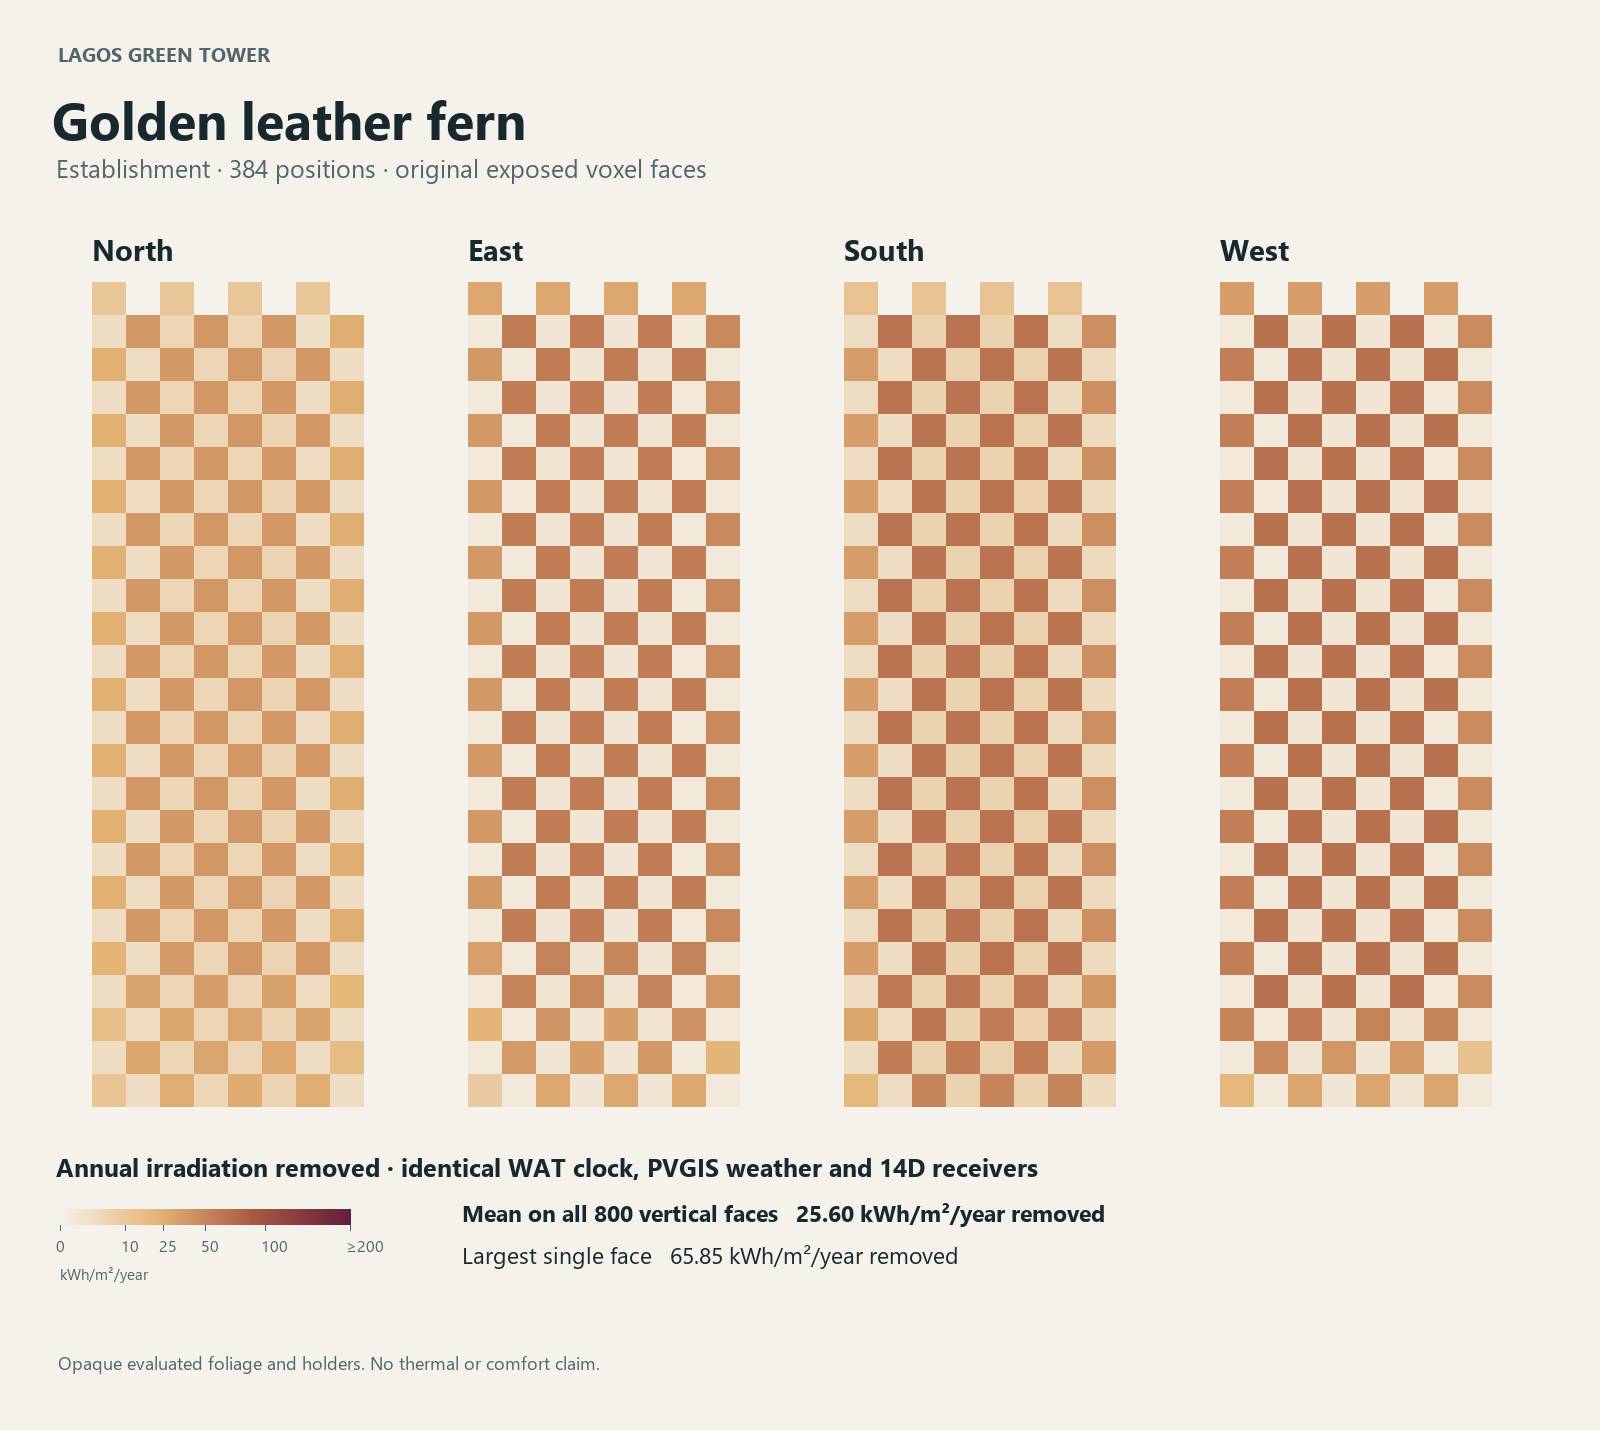 LAGOS GREEN TOWER
Golden leather fern
Establishment · 384 positions · original exposed voxel faces
North East South West
Annual irradiation removed · identical WAT clock, PVGIS weather and 14D receivers
Mean on all 800 vertical faces 25.60 kWh/m²/year removed
0 10 25 50 100 ≥200
Largest single face 65.85 kWh/m²/year removed
kWh/m²/year
Opaque evaluated foliage and holders. No thermal or comfort claim.